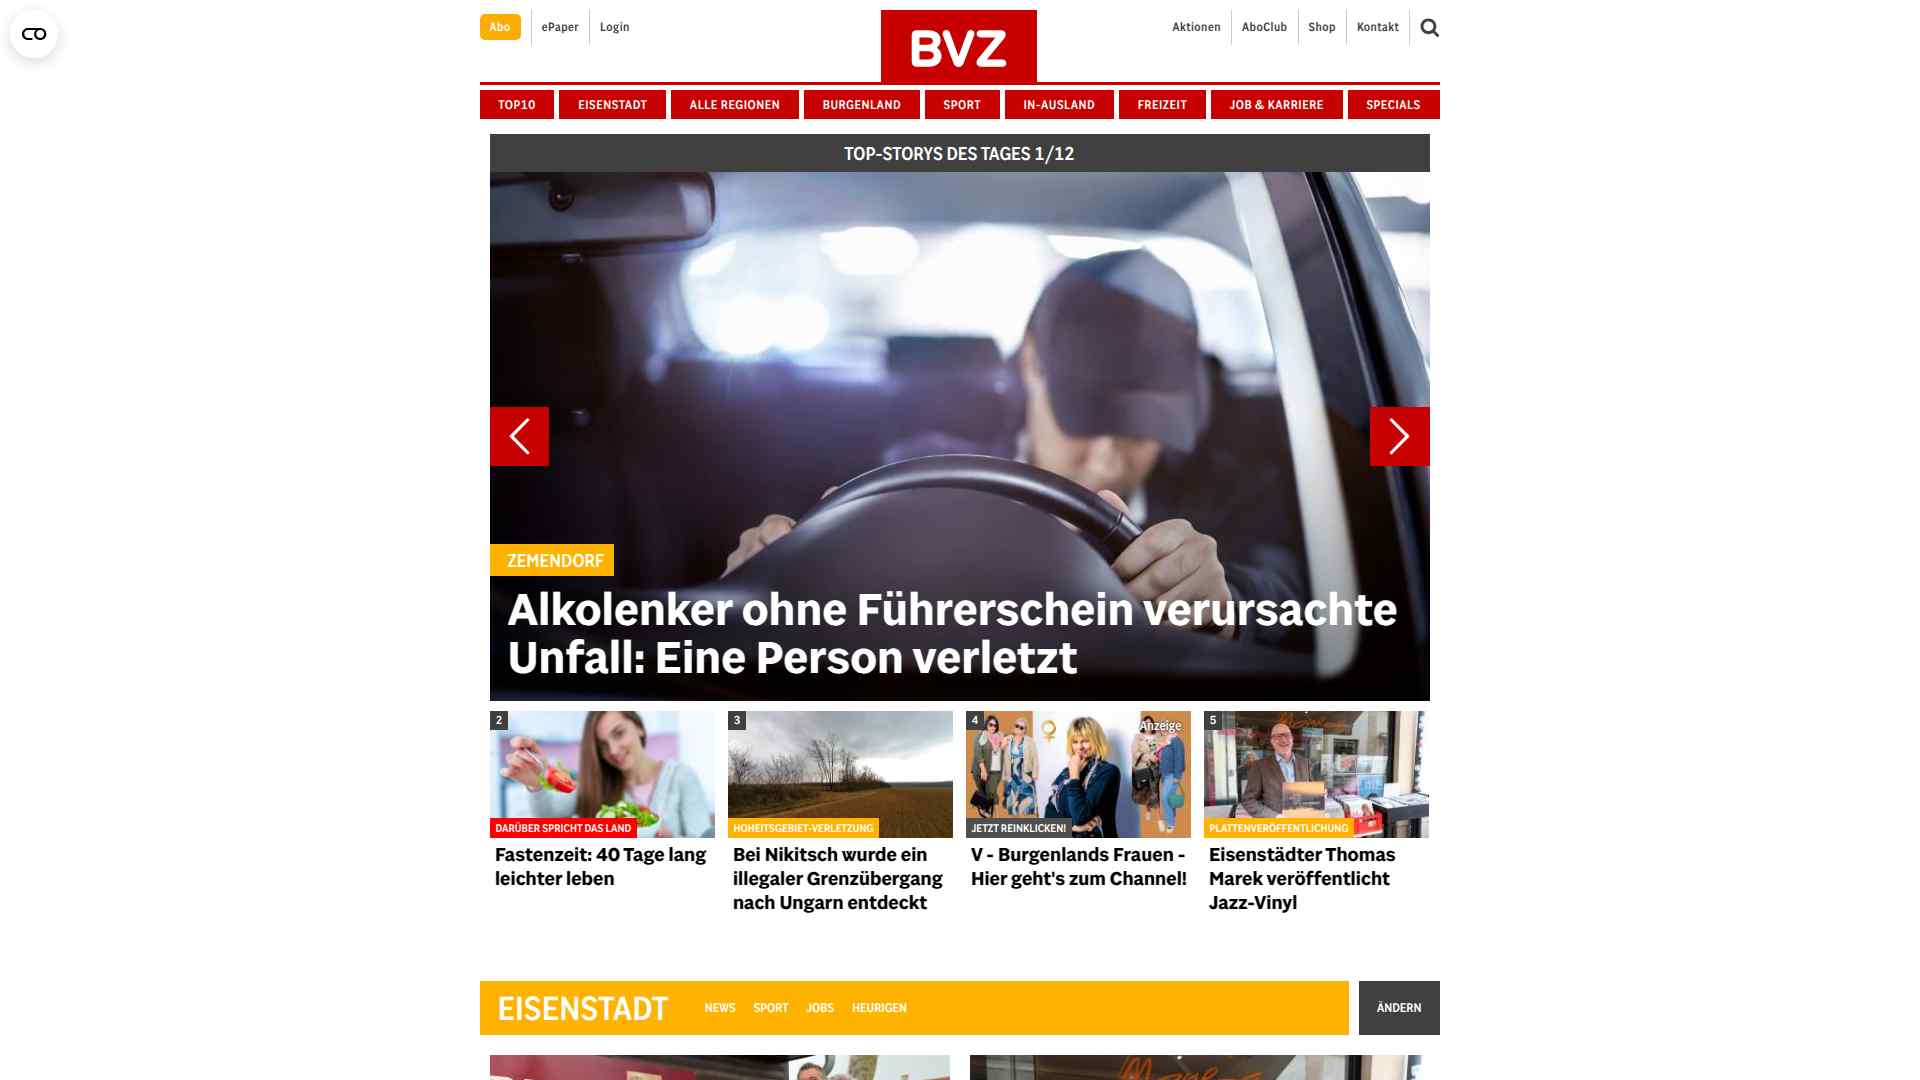 Abo
ePaper
Login
BVZ
Aktionen
AboClub
Shop
Kontakt
TOP10
EISENSTADT
ALLE REGIONEN
BURGENLAND
SPORT
IN-AUSLAND
FREIZEIT
JOB & KARRIERE
SPECIALS
TOP-STORYS DES TAGES 1/12
ZEMENDORF
Alkolenker ohne Führerschein verursachte
Unfall: Eine Person verletzt
2
DARÜBER SPRICHT DAS LAND
Fastenzeit: 40 Tage lang
leichter leben
3
HOHEITSGEBIET-VERLETZUNG
Bei Nikitsch wurde ein
illegaler Grenzübergang
nach Ungarn entdeckt
4
Anzeige
JETZT REINKLICKEN!
V - Burgenlands Frauen -
Hier geht's zum Channel!
5
PLATTENVERÖFFENTLICHUNG
Eisenstädter Thomas
Marek veröffentlicht
Jazz-Vinyl
EISENSTADT
NEWS
SPORT
JOBS
HEURIGEN
ÄNDERN